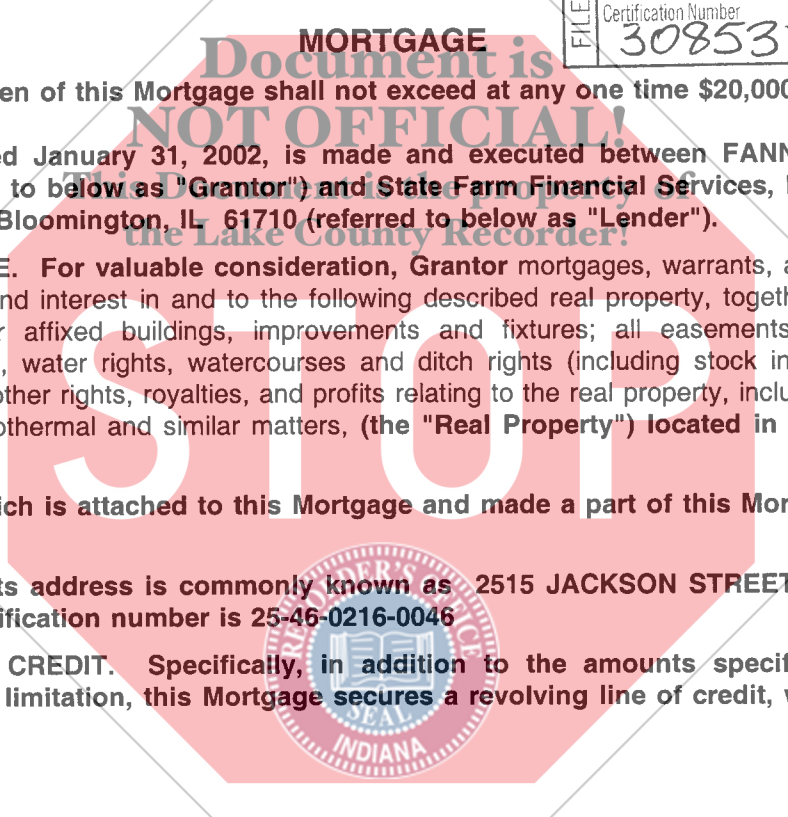 FILE
Certification Number
30853
MORTGAGE
Document is
en of this Mortgage shall not exceed at any one time $20,000
NOT OFFICIAL!
ed January 31, 2002, is made and executed between FANN
This Document is the property of
to below as "Grantor") and State Farm Financial Services,
Bloomington, IL 61710 (referred to below as "Lender").
the Lake County Recorder!
E. For valuable consideration, Grantor mortgages, warrants, a
nd interest in and to the following described real property, togeth
r affixed buildings, improvements and fixtures; all easements
, water rights, watercourses and ditch rights (including stock in
other rights, royalties, and profits relating to the real property, inclu
othermal and similar matters, (the "Real Property") located in
STOP
ich is attached to this Mortgage and made a part of this Mor
ts address is commonly known as 2515 JACKSON STREET
ification number is 25-46-0216-0046
CREDIT. Specifically, in addition to the amounts specif
limitation, this Mortgage secures a revolving line of credit, w
RECORDER'S OFFICE
SEAL
INDIANA